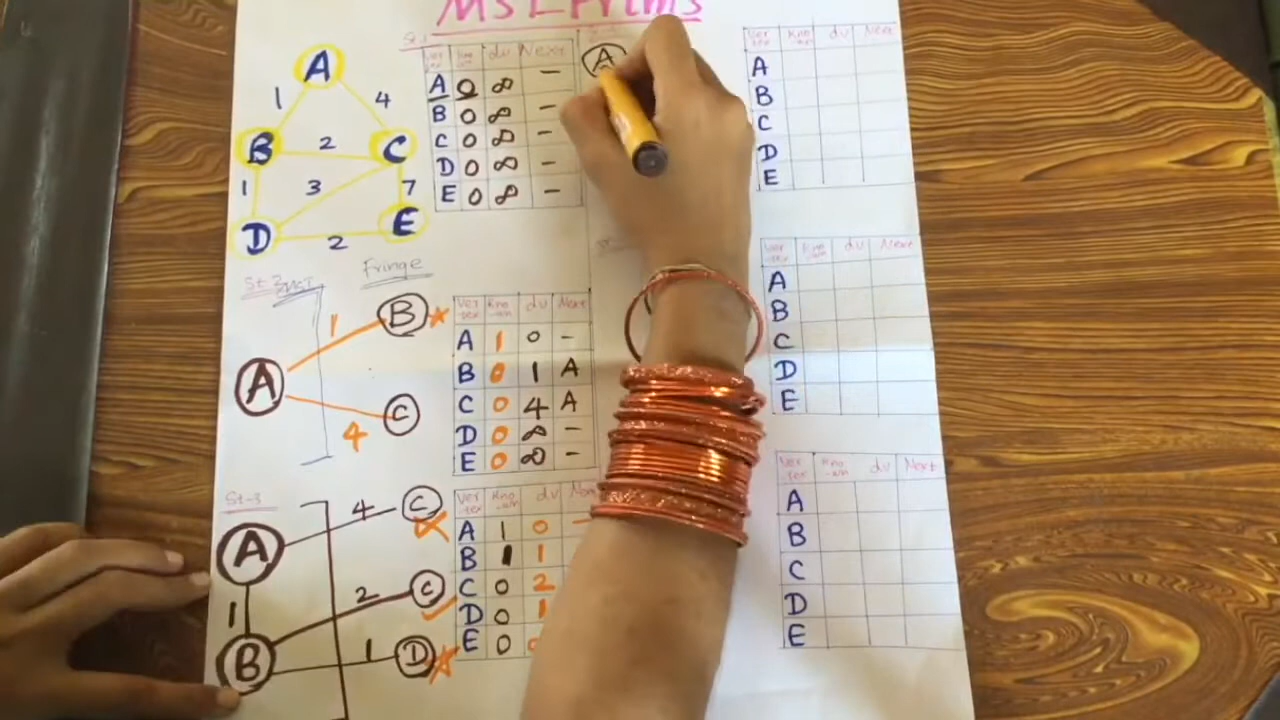 MST-Prims
A
1
4
B
2
C
1
3
7
D
2
E
St-1
Ver-tex Kno-wn dv Next
A 0 ∞ -
B 0 ∞ -
C 0 ∞ -
D 0 ∞ -
E 0 ∞ -
A
Ver-tex Kno-wn dv Next
A
B
C
D
E
St-2
MST
Fringe
A
1
B
4
C
Ver-tex Kno-wn dv Next
A 1 0 -
B 0 1 A
C 0 4 A
D 0 ∞ -
E 0 ∞ -
Ver-tex Kno-wn dv Next
A
B
C
D
E
St-3
A
4
C
1
2
C
B
1
D
Ver-tex Kno-wn dv
A 1 0 -
B 1 1
C 0 2
D 0 1
E 0
Ver-tex Kno-wn dv Next
A
B
C
D
E